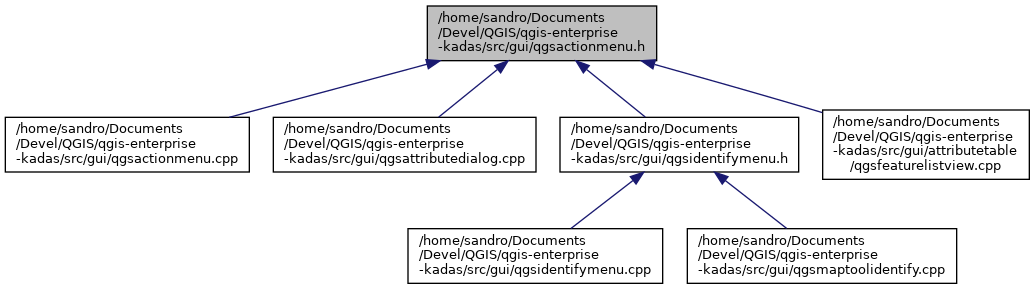 /home/sandro/Documents
/Devel/QGIS/qgis-enterprise
-kadas/src/gui/qgsactionmenu.h
/home/sandro/Documents
/Devel/QGIS/qgis-enterprise
-kadas/src/gui/qgsactionmenu.cpp
/home/sandro/Documents
/Devel/QGIS/qgis-enterprise
-kadas/src/gui/qgsattributedialog.cpp
/home/sandro/Documents
/Devel/QGIS/qgis-enterprise
-kadas/src/gui/qgsidentifymenu.h
/home/sandro/Documents
/Devel/QGIS/qgis-enterprise
-kadas/src/gui/attributetable
/qgsfeaturelistview.cpp
/home/sandro/Documents
/Devel/QGIS/qgis-enterprise
-kadas/src/gui/qgsidentifymenu.cpp
/home/sandro/Documents
/Devel/QGIS/qgis-enterprise
-kadas/src/gui/qgsmaptoolidentify.cpp